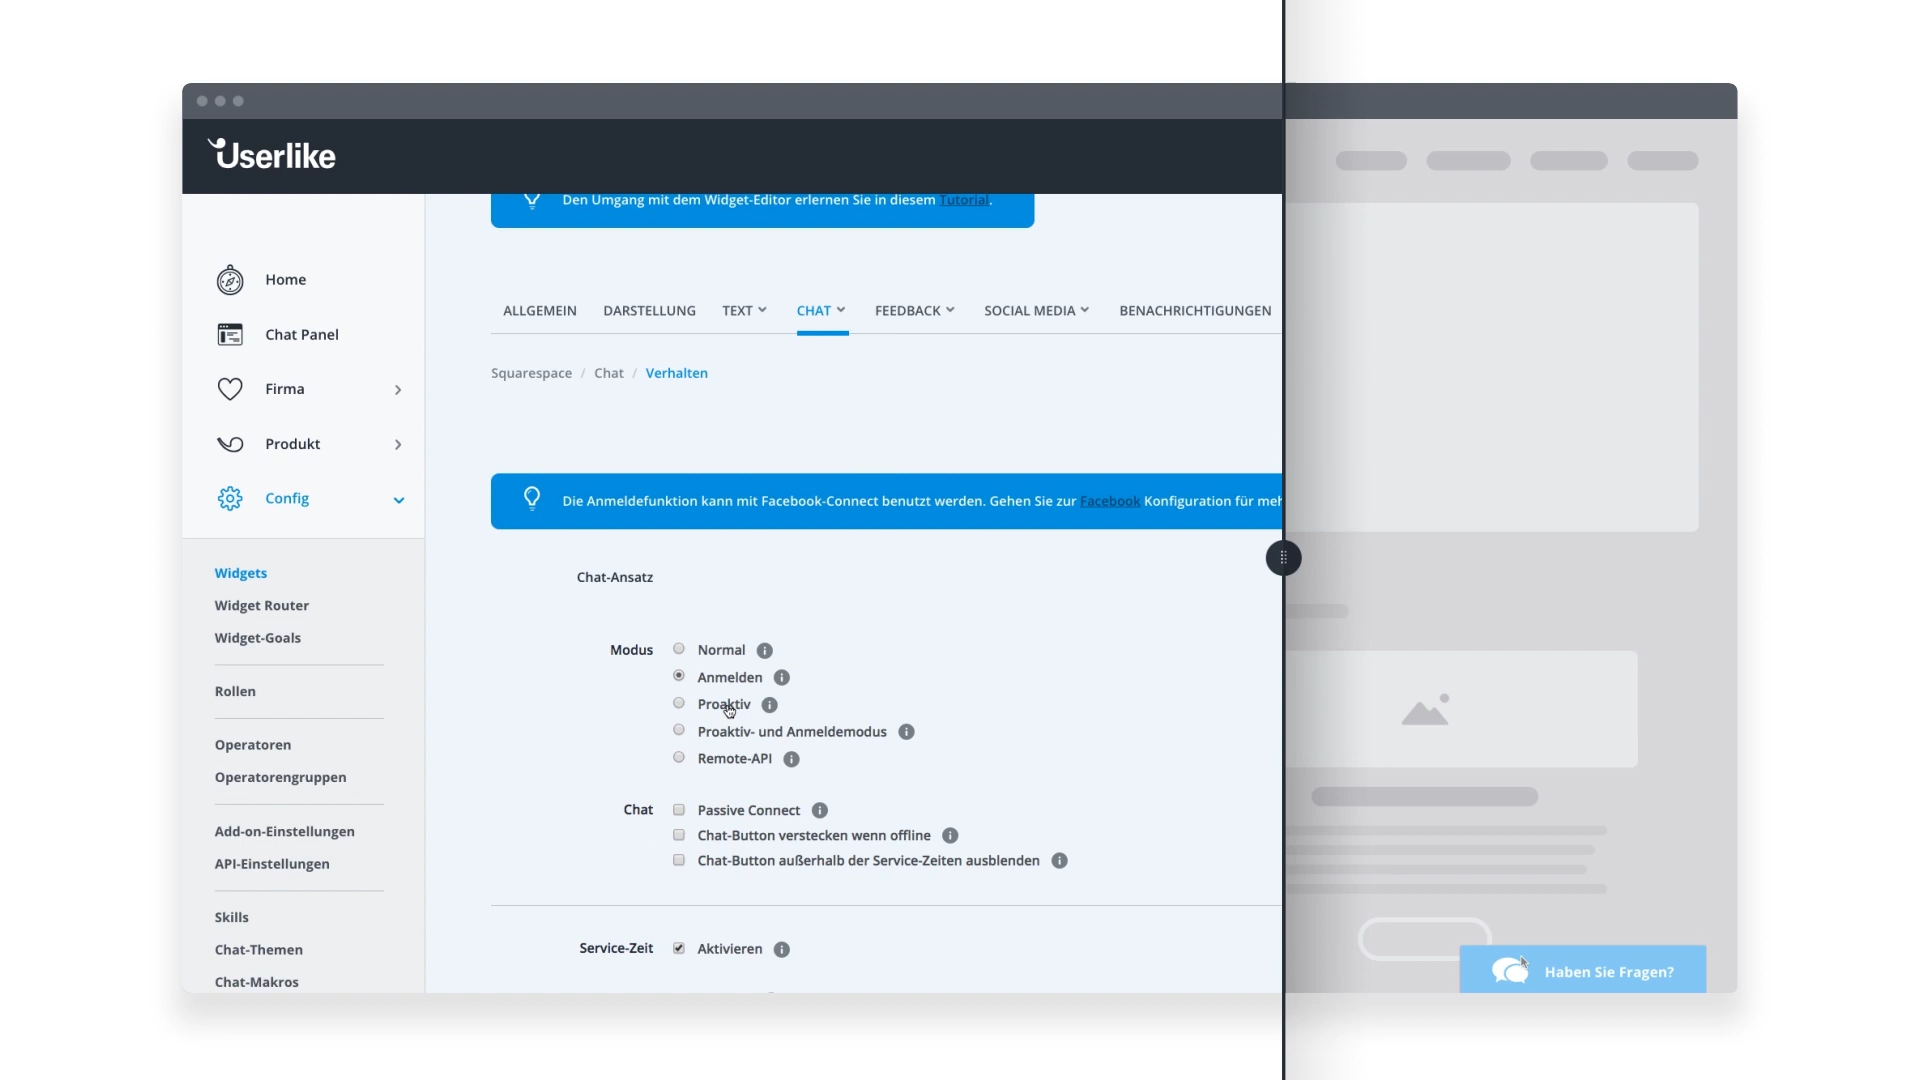 Userlike
Den Umgang mit dem Widget-Editor erlernen Sie in diesem Tutorial.
Home
Chat Panel
Firma
Produkt
Config
Widgets
Widget Router
Widget-Goals
Rollen
Operatoren
Operatorengruppen
Add-on-Einstellungen
API-Einstellungen
Skills
Chat-Themen
Chat-Makros
ALLGEMEIN DARSTELLUNG TEXT CHAT FEEDBACK SOCIAL MEDIA BENACHRICHTIGUNGEN
Squarespace / Chat / Verhalten
Die Anmeldefunktion kann mit Facebook-Connect benutzt werden. Gehen Sie zur Facebook Konfiguration für
Chat-Ansatz
Modus Normal
Anmelden
Proaktiv
Proaktiv- und Anmeldemodus
Remote-API
Chat Passive Connect
Chat-Button verstecken wenn offline
Chat-Button außerhalb der Service-Zeiten ausblenden
Service-Zeit Aktivieren
Haben Sie Fragen?